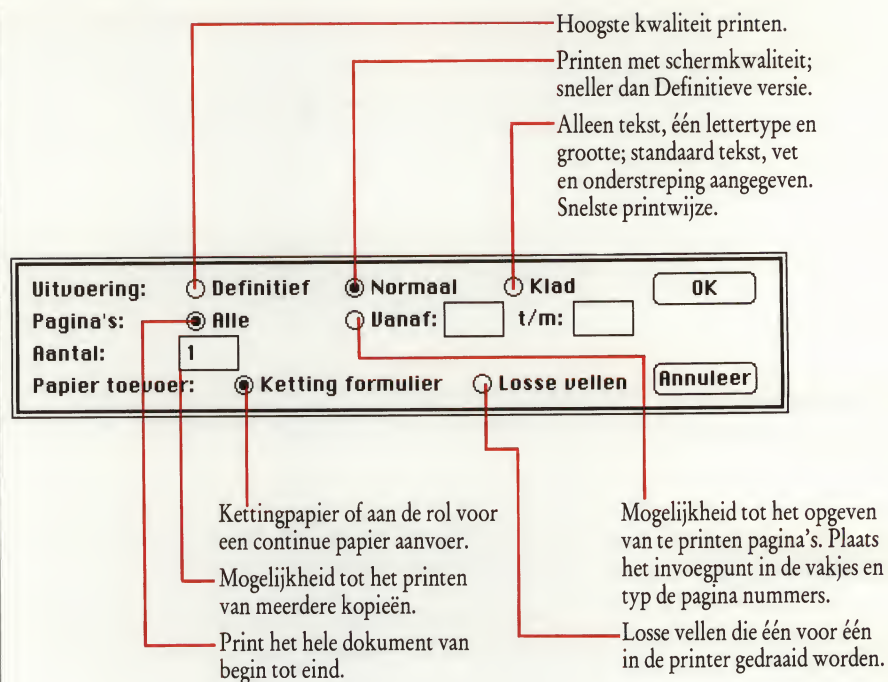 Hoogste kwaliteit printen.
Printen met schermkwaliteit;
sneller dan Definitieve versie.
Alleen tekst, één lettertype en
grootte; standaard tekst, vet
en onderstreping aangegeven.
Snelste printwijze.
Uitvoering: Definitief Normaal Klad OK
Pagina's: Alle Vanaf: t/m:
Aantal: 1
Papier toevoer: Ketting formulier Losse vellen Annuleer
Kettingpapier of aan de rol voor
een continue papier aanvoer.
Mogelijkheid tot het printen
van meerdere kopieën.
Print het hele dokument van
begin tot eind.
Mogelijkheid tot het opgeven
van te printen pagina's. Plaats
het invoegpunt in de vakjes en
typ de pagina nummers.
Losse vellen die één voor één
in de printer gedraaid worden.